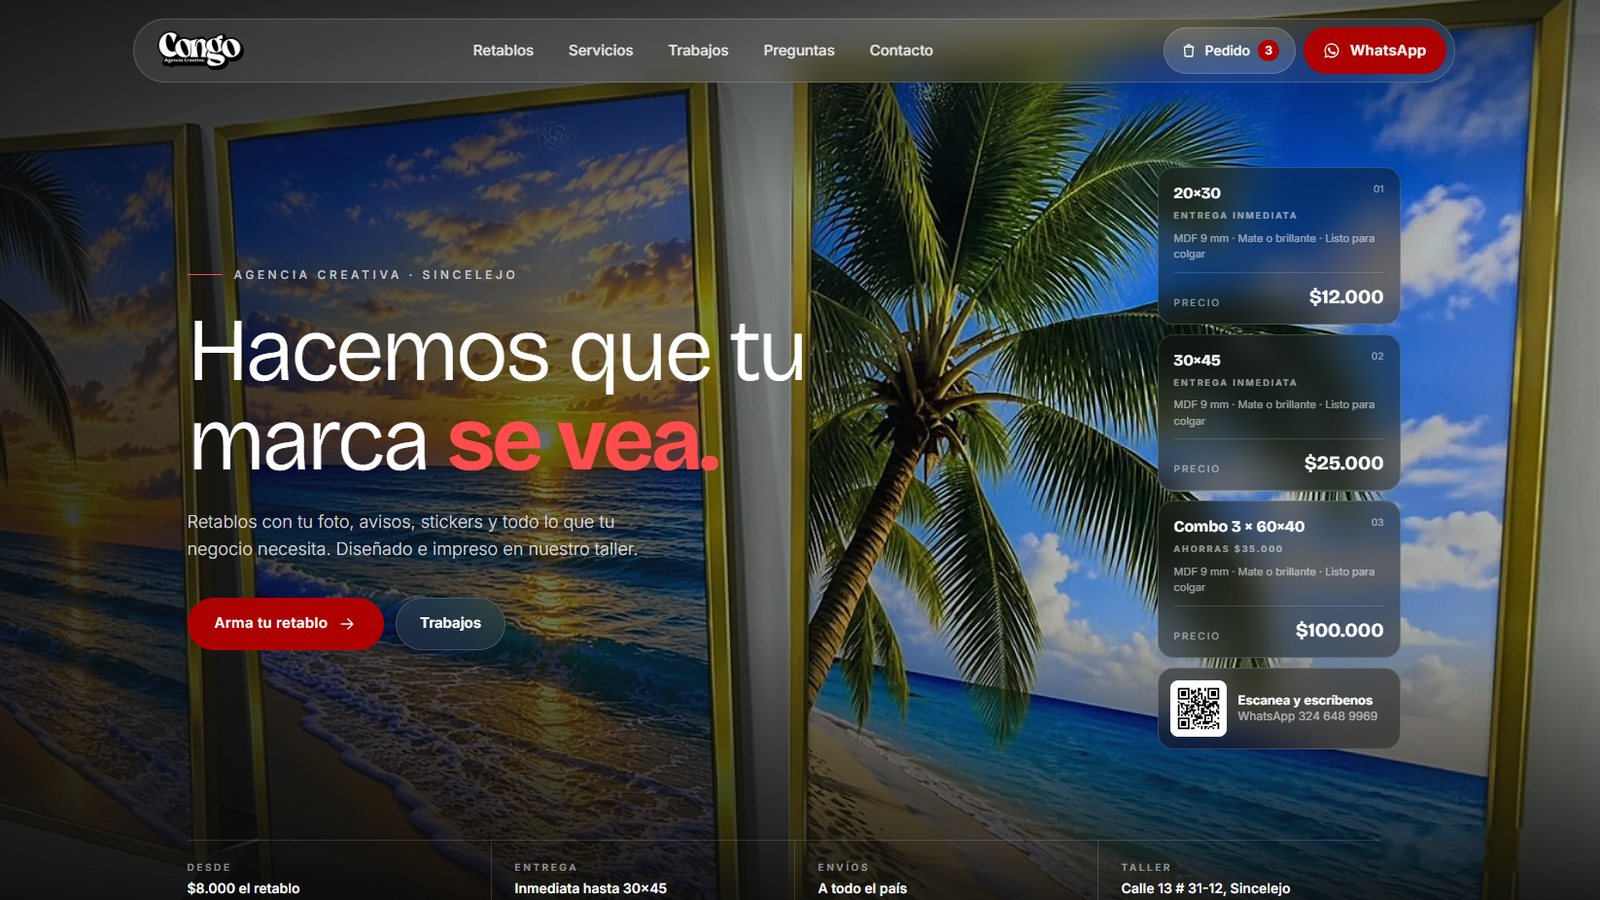 Congo
Agencia Creativa.
Retablos
Servicios
Trabajos
Preguntas
Contacto
Pedido 3
WhatsApp
AGENCIA CREATIVA · SINCELEJO
Hacemos que tu
marca se vea.
Retablos con tu foto, avisos, stickers y todo lo que tu
negocio necesita. Diseñado e impreso en nuestro taller.
Arma tu retablo →
Trabajos
20×30 01
ENTREGA INMEDIATA
MDF 9 mm · Mate o brillante · Listo para
colgar
PRECIO $12.000
30×45 02
ENTREGA INMEDIATA
MDF 9 mm · Mate o brillante · Listo para
colgar
PRECIO $25.000
Combo 3 × 60×40 03
AHORRAS $35.000
MDF 9 mm · Mate o brillante · Listo para
colgar
PRECIO $100.000
Escanea y escríbenos
WhatsApp 324 648 9969
DESDE
$8.000 el retablo
ENTREGA
Inmediata hasta 30×45
ENVÍOS
A todo el país
TALLER
Calle 13 # 31-12, Sincelejo